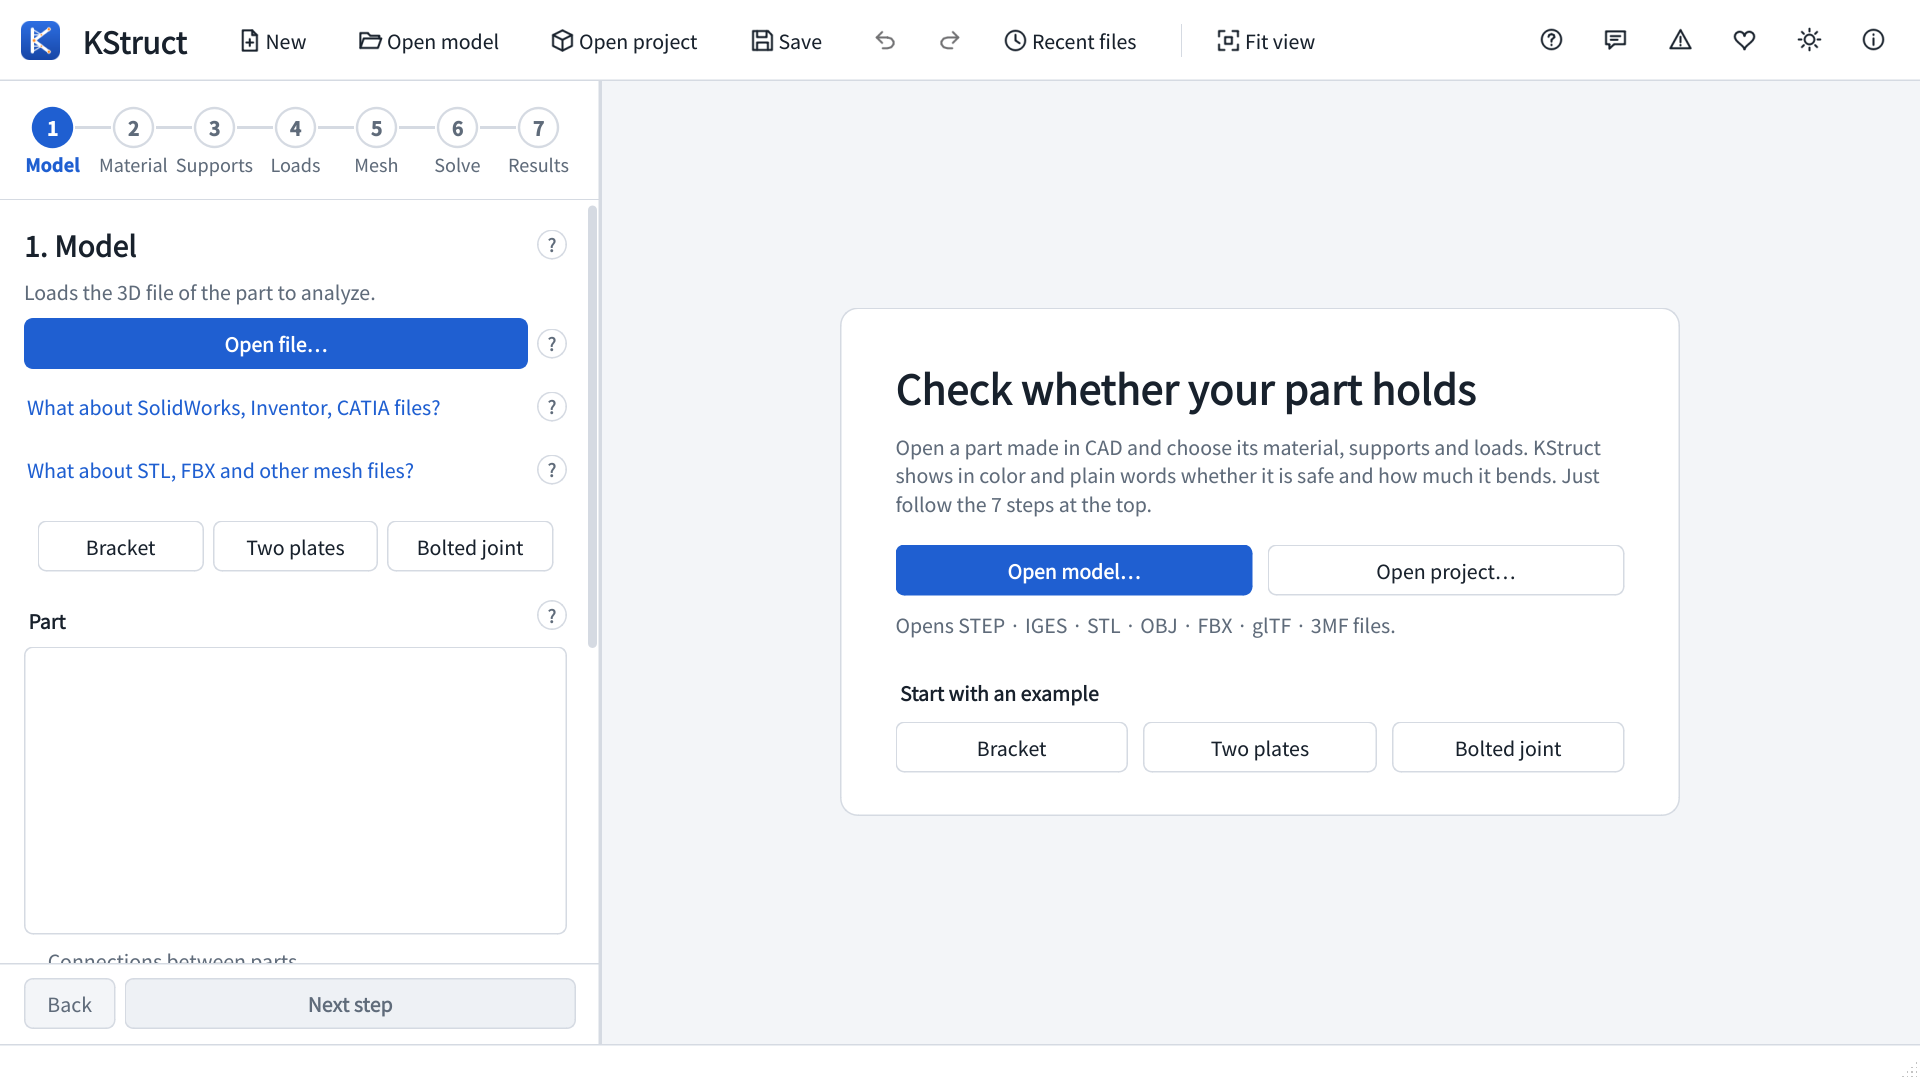 KStruct
New
Open model
Open project
Save
Recent files
Fit view
1
2
3
4
5
6
7
Model
Material
Supports
Loads
Mesh
Solve
Results
1. Model
?
Loads the 3D file of the part to analyze.
Open file...
?
What about SolidWorks, Inventor, CATIA files?
?
What about STL, FBX and other mesh files?
?
Bracket
Two plates
Bolted joint
Part
?
Connections between parts
Back
Next step
Check whether your part holds
Open a part made in CAD and choose its material, supports and loads. KStruct
shows in color and plain words whether it is safe and how much it bends. Just
follow the 7 steps at the top.
Open model...
Open project...
Opens STEP · IGES · STL · OBJ · FBX · glTF · 3MF files.
Start with an example
Bracket
Two plates
Bolted joint